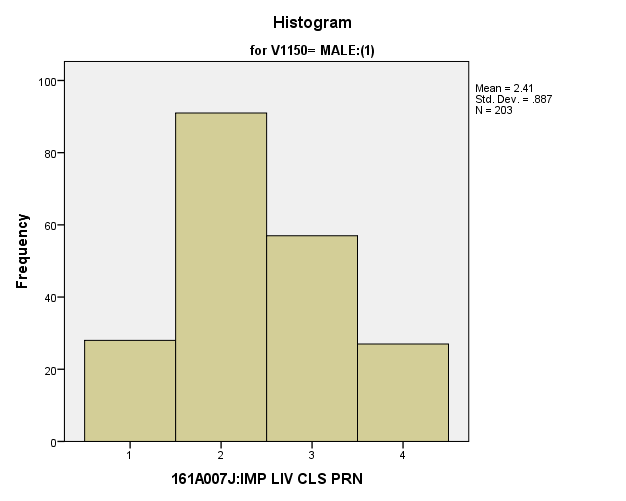 Histogram
for V1150= MALE:(1)
Mean = 2.41
Std. Dev. = .887
N = 203
Frequency
100
80
60
40
20
0
1 2 3 4
161A007J:IMP LIV CLS PRN